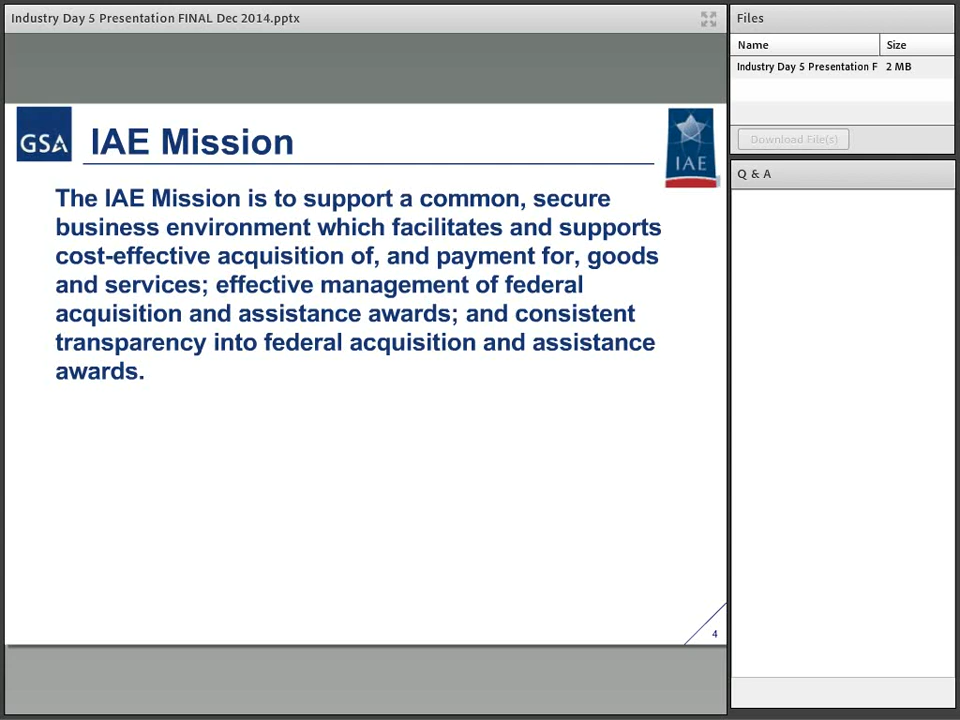 Industry Day 5 Presentation FINAL Dec 2014.pptx
GSA
IAE Mission
IAE
The IAE Mission is to support a common, secure
business environment which facilitates and supports
cost-effective acquisition of, and payment for, goods
and services; effective management of federal
acquisition and assistance awards; and consistent
transparency into federal acquisition and assistance
awards.
4
Files
Name Size
Industry Day 5 Presentation F 2 MB
Download File(s)
Q & A